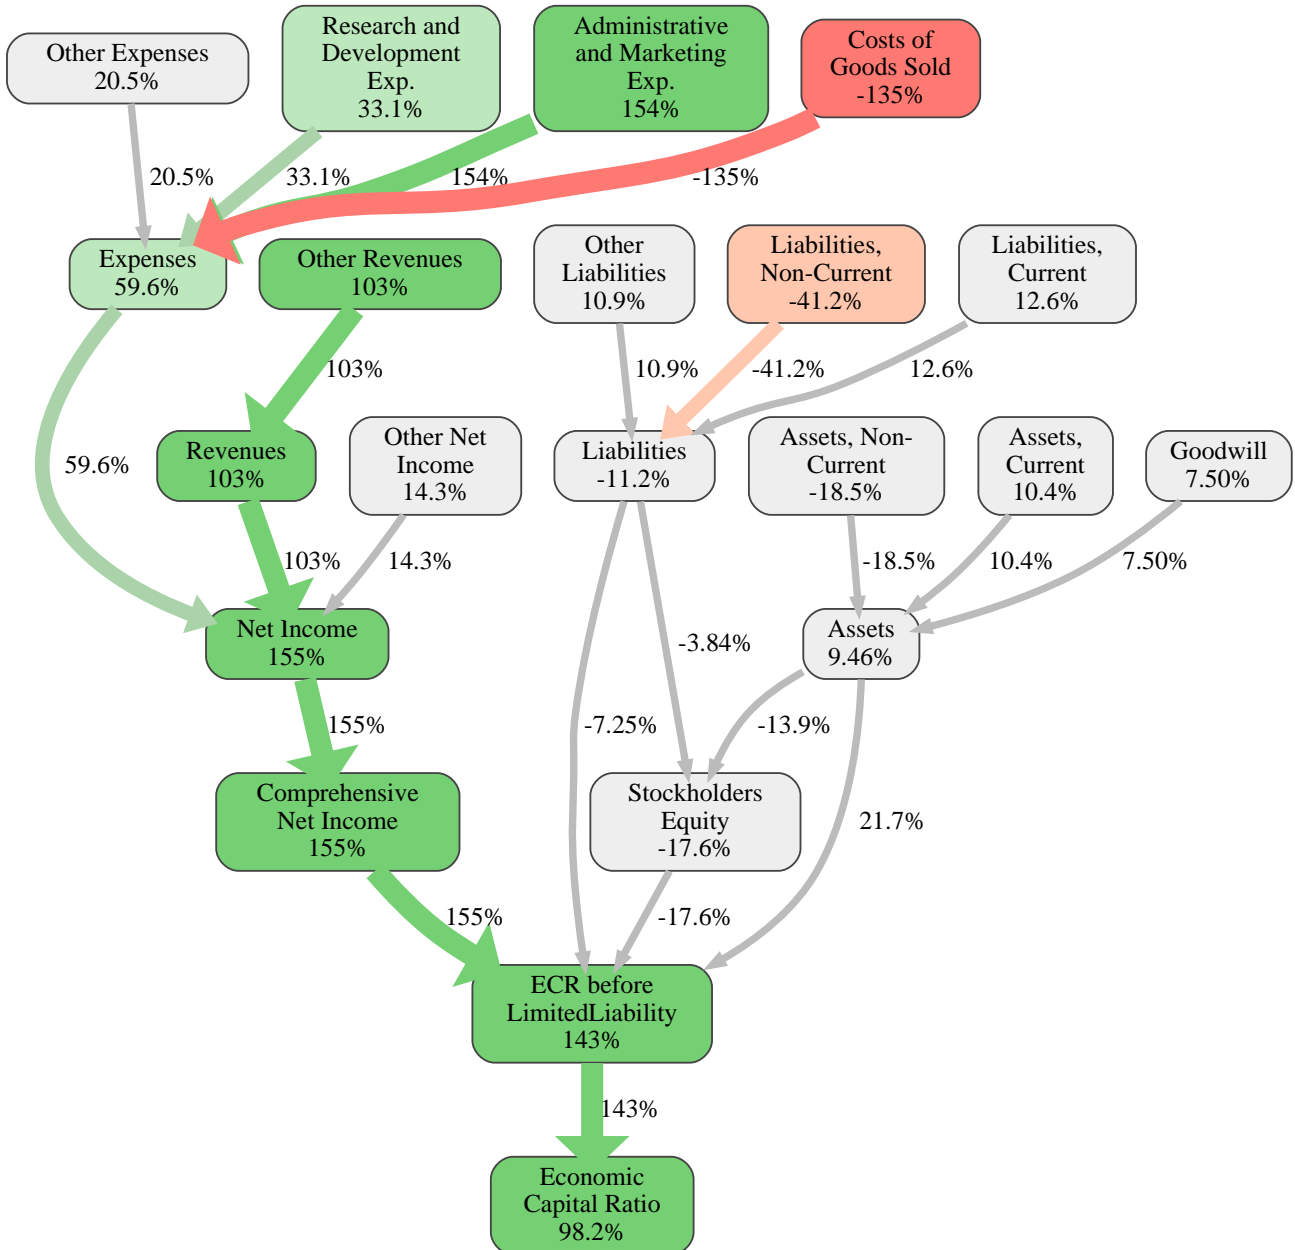 Other Expenses
20.5%
Research and
Development
Exp.
33.1%
Administrative
and Marketing
Exp.
154%
Costs of
Goods Sold
-135%
20.5%
33.1%
154%
-135%
Expenses
59.6%
Other Revenues
103%
Other
Liabilities
10.9%
Liabilities,
Non-Current
-41.2%
Liabilities,
Current
12.6%
103%
10.9%
-41.2%
12.6%
59.6%
Revenues
103%
Other Net
Income
14.3%
Liabilities
-11.2%
Assets, Non-
Current
-18.5%
Assets,
Current
10.4%
Goodwill
7.50%
103%
14.3%
-18.5%
10.4%
7.50%
Net Income
155%
-3.84%
Assets
9.46%
155%
-7.25%
-13.9%
Comprehensive
Net Income
155%
Stockholders
Equity
-17.6%
21.7%
155%
-17.6%
ECR before
LimitedLiability
143%
143%
Economic
Capital Ratio
98.2%